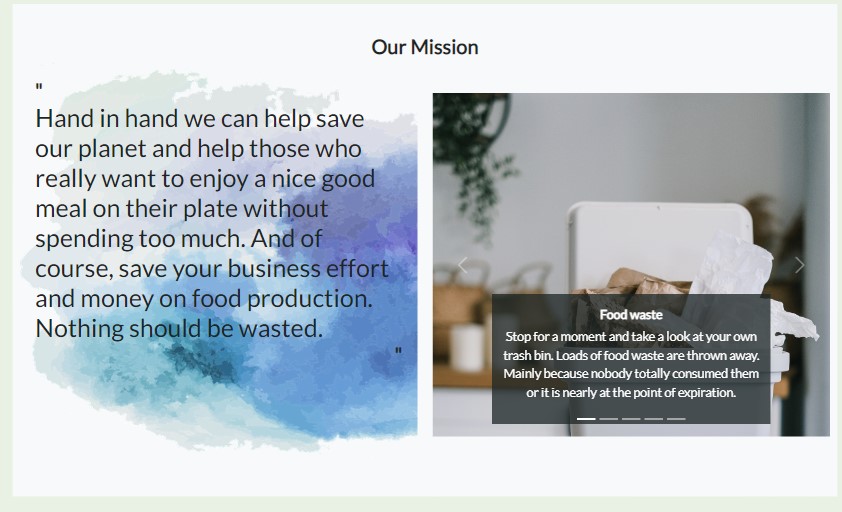 Our Mission
"
Hand in hand we can help save
our planet and help those who
really want to enjoy a nice good
meal on their plate without
spending too much. And of
course, save your business effort
and money on food production.
Nothing should be wasted.
"
Food waste
Stop for a moment and take a look at your own
trash bin. Loads of food waste are thrown away.
Mainly because nobody totally consumed them
or it is nearly at the point of expiration.